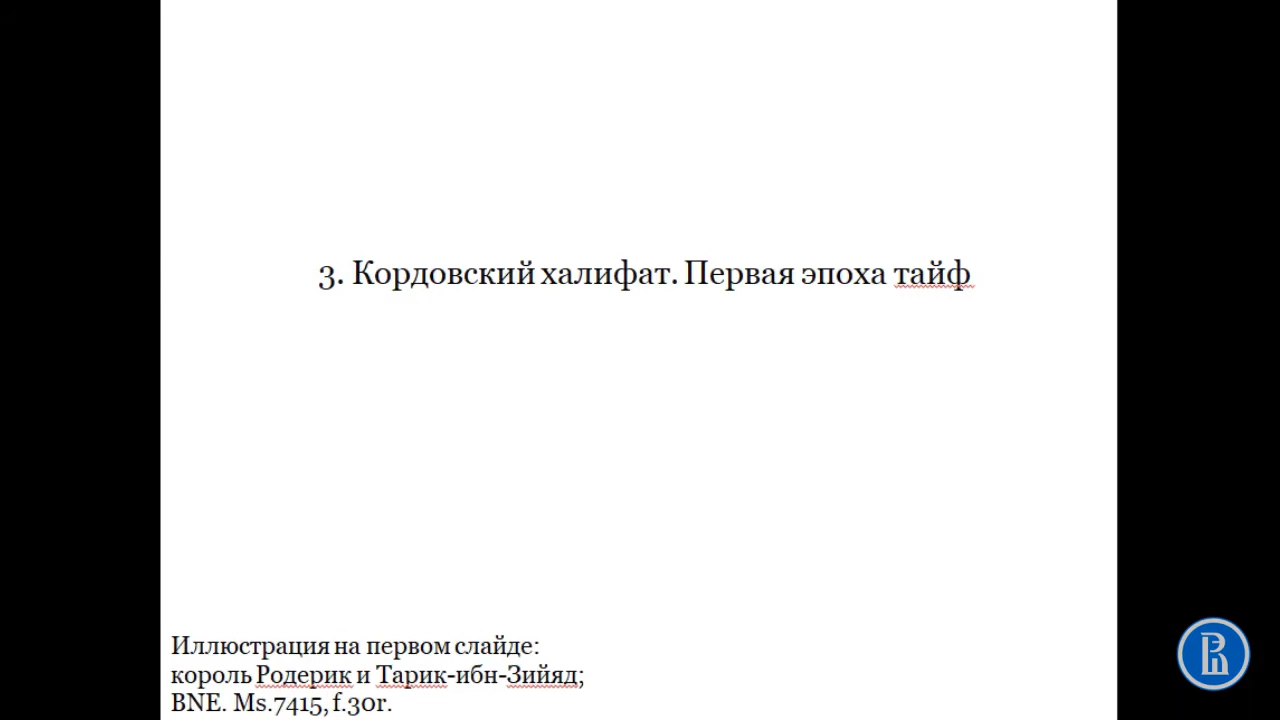 3. Кордовский халифат. Первая эпоха тайф
Иллюстрация на первом слайде:
король Родерик и Тарик-ибн-Зийяд;
BNE. Ms.7415, f.30r.